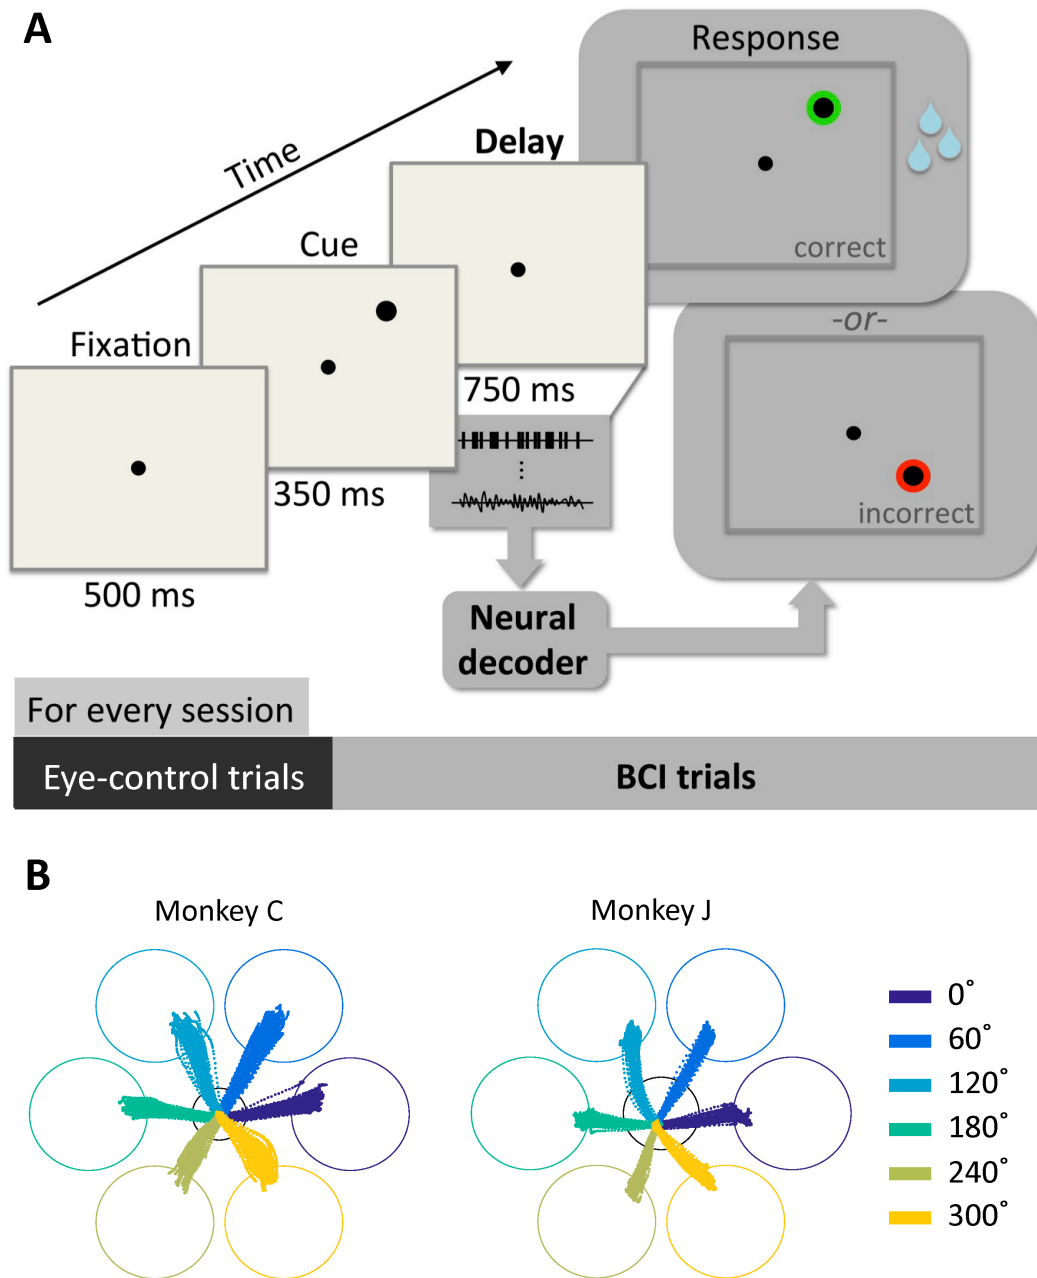 A
Response
Time
Delay
correct
Cue
-or-
Fixation
750 ms
350 ms
incorrect
500 ms
Neural
decoder
For every session
Eye-control trials
BCI trials
B
Monkey C
Monkey J
0°
60°
120°
180°
240°
300°